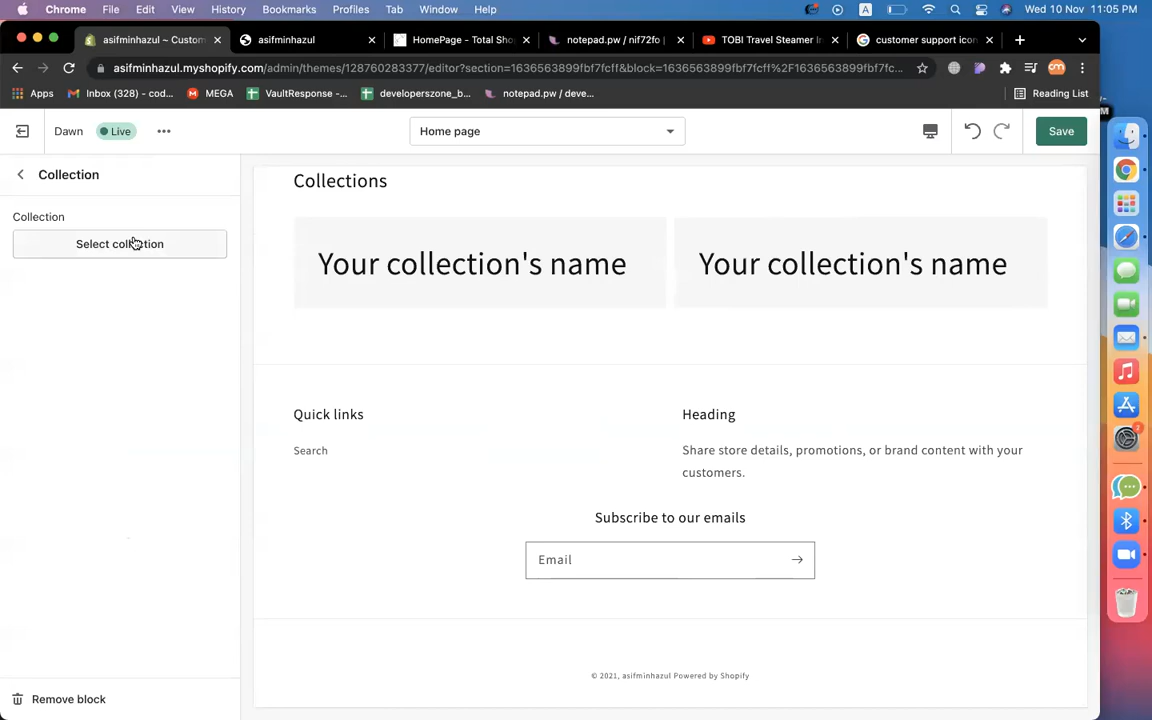 Chrome File Edit View History Bookmarks Profiles Tab Window Help A Wed 10 Nov 11:05 PM
asifminhazul ~ Custom asifminhazul HomePage - Total Sho notepad.pw / nif72fo TOBI Travel Steamer In customer support icon
asifminhazul.myshopify.com/admin/themes/128760283377/editor?section=1636563899fbf7fcff&block=1636563899fbf7fcff%2F1636563899fbf7fc...
Apps Inbox (328) - cod... MEGA VaultResponse -... developerszone_b... notepad.pw / deve... Reading List
Dawn Live Home page Save
Collection
Collection
Select collection
Remove block
Collections
Your collection's name Your collection's name
Quick links Heading
Search Share store details, promotions, or brand content with your
customers.
Subscribe to our emails
Email
© 2021, asifminhazul Powered by Shopify